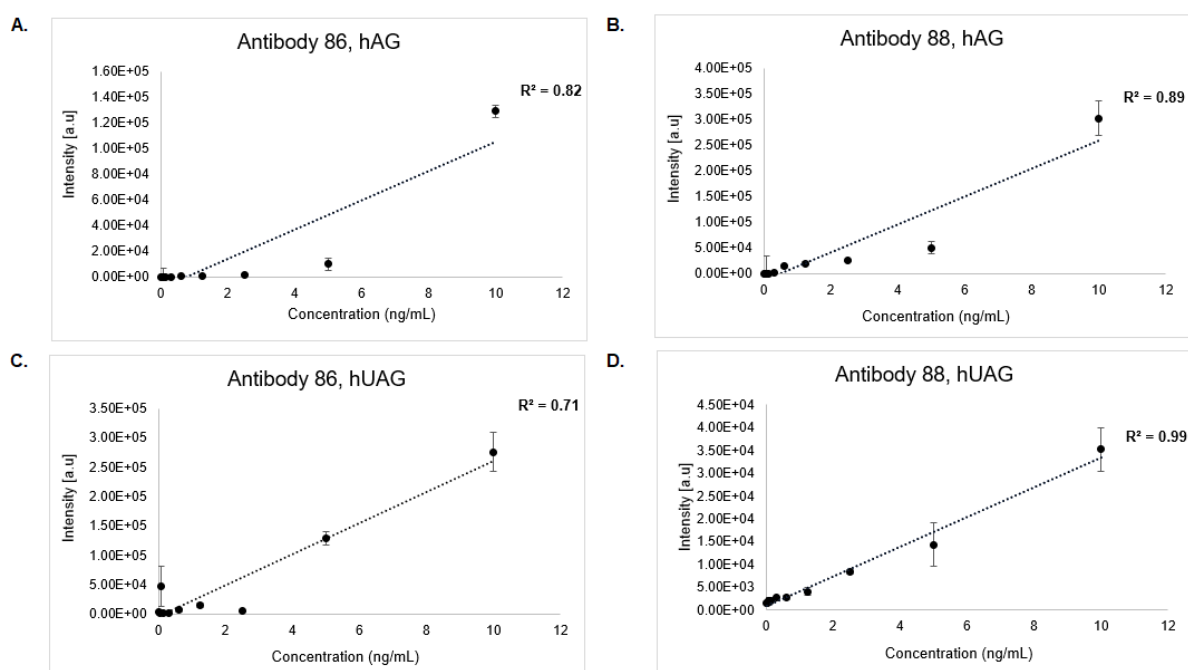 A.
Antibody 86, hAG
R² = 0.82
1.60E+05
1.40E+05
1.20E+05
1.00E+05
8.00E+04
6.00E+04
4.00E+04
2.00E+04
0.00E+00
Intensity [a.u]
0 2 4 6 8 10 12
Concentration (ng/mL)
B.
Antibody 88, hAG
R² = 0.89
4.00E+05
3.50E+05
3.00E+05
2.50E+05
2.00E+05
1.50E+05
1.00E+05
5.00E+04
0.00E+00
Intensity [a.u]
0 2 4 6 8 10 12
Concentration (ng/mL)
C.
Antibody 86, hUAG
R² = 0.71
3.50E+05
3.00E+05
2.50E+05
2.00E+05
1.50E+05
1.00E+05
5.00E+04
0.00E+00
Intensity [a.u]
0 2 4 6 8 10 12
Concentration (ng/mL)
D.
Antibody 88, hUAG
R² = 0.99
4.50E+04
4.00E+04
3.50E+04
3.00E+04
2.50E+04
2.00E+04
1.50E+04
1.00E+04
5.00E+03
0.00E+00
Intensity [a.u]
0 2 4 6 8 10 12
Concentration (ng/mL)